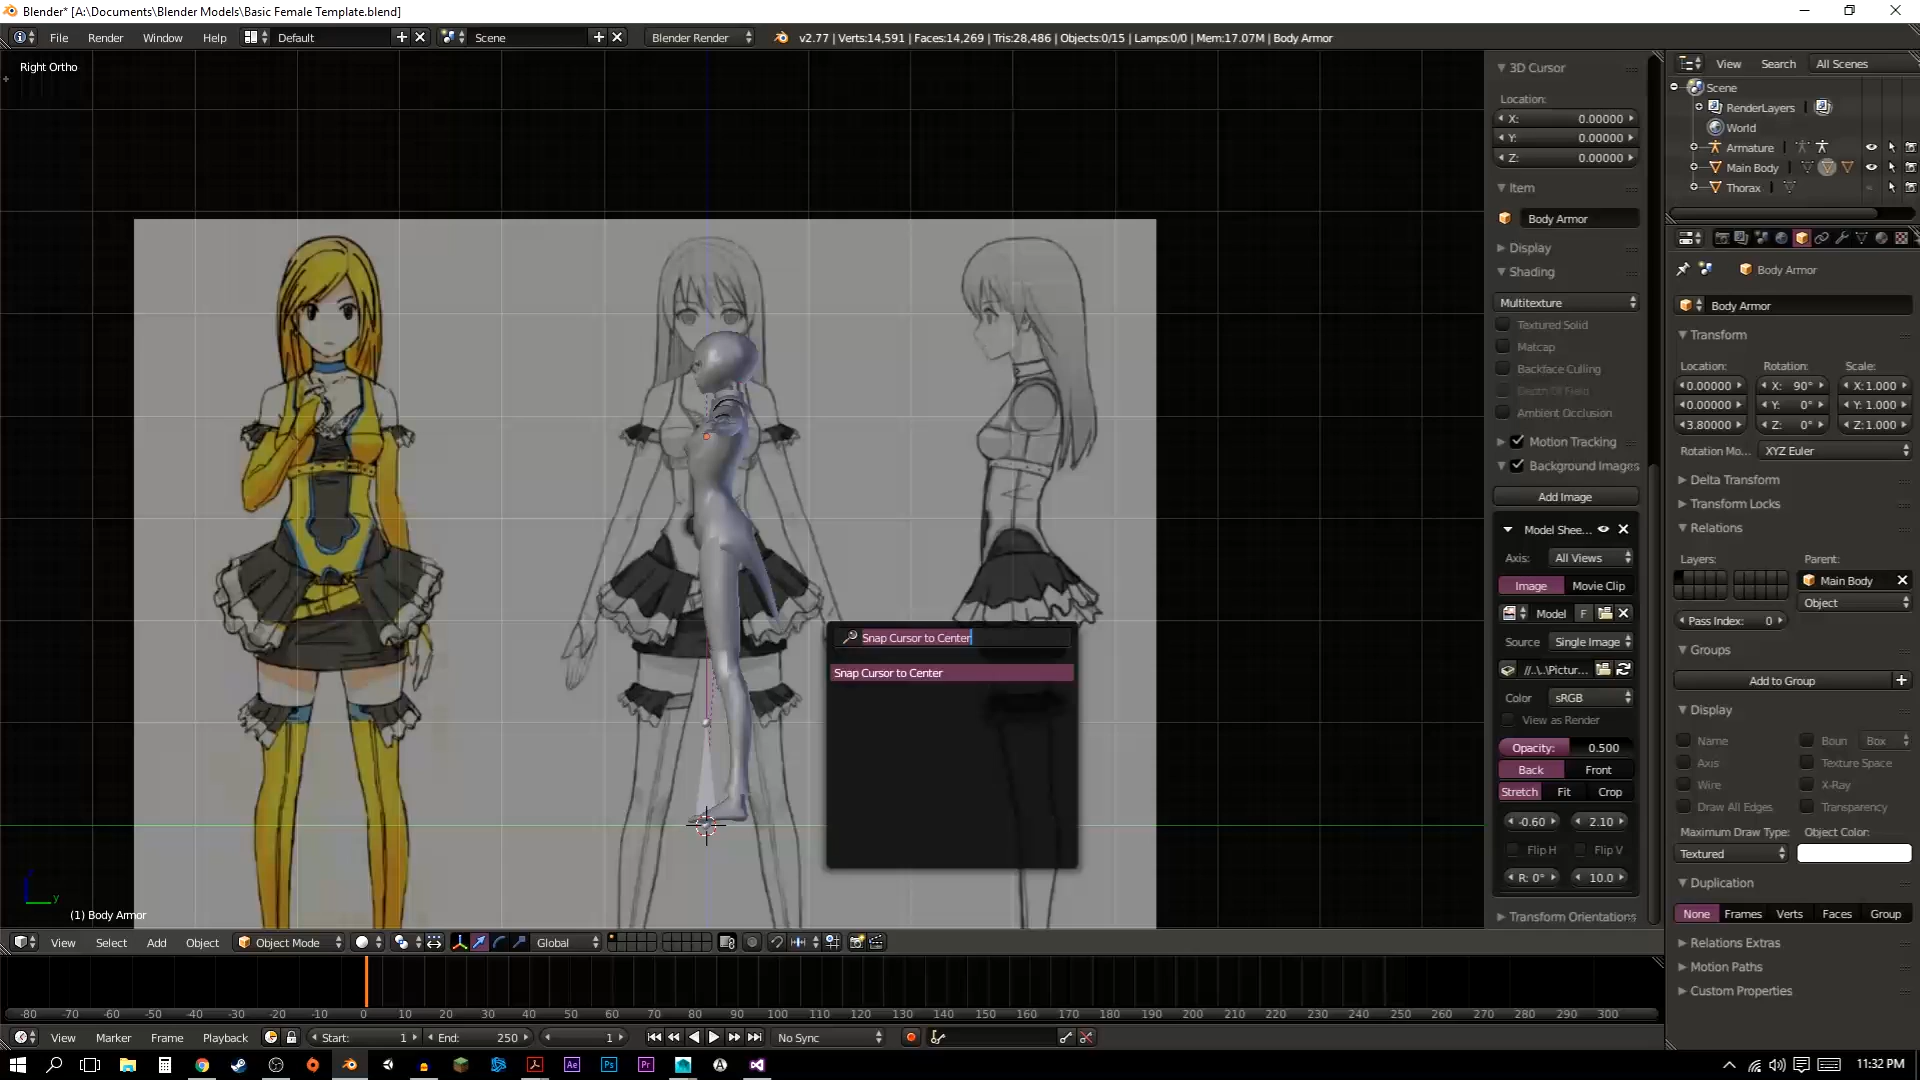 Blender* [A:\Documents\Blender Models\Basic Female Template.blend]
File Render Window Help Default Scene Blender Render v2.77 | Verts:14,591 | Faces:14,269 | Tris:28,486 | Objects:0/15 | Lamps:0/0 | Mem:17.07M | Body Armor
Right Ortho
Snap Cursor to Center
Snap Cursor to Center
z
y
(1) Body Armor
3D Cursor
Location:
X: 0.00000
Y: 0.00000
Z: 0.00000
Item
Body Armor
Display
Shading
Multitexture
Textured Solid
Matcap
Backface Culling
Depth Of Field
Ambient Occlusion
Motion Tracking
Background Images
Add Image
Model Shee...
Axis: All Views
Image Movie Clip
Model F
Source Single Image
//..\..\Pictur...
Color sRGB
View as Render
Opacity: 0.500
Back Front
Stretch Fit Crop
-0.60 2.10
Flip H Flip V
R: 0° 10.0
Transform Orientations
View Search All Scenes
Scene
RenderLayers
World
Armature
Main Body
Thorax
Body Armor
Body Armor
Transform
Location: Rotation: Scale:
0.00000 X: 90° X:1.000
0.00000 Y: 0° Y:1.000
3.80000 Z: 0° Z:1.000
Rotation Mo... XYZ Euler
Delta Transform
Transform Locks
Relations
Layers: Parent:
Main Body
Object
Pass Index: 0
Groups
Add to Group
Display
Name Boun Box
Axis Texture Space
Wire X-Ray
Draw All Edges Transparency
Maximum Draw Type: Object Color:
Textured
Duplication
None Frames Verts Faces Group
Relations Extras
Motion Paths
Custom Properties
View Select Add Object Object Mode Global
-80 -70 -60 -50 -40 -30 -20 -10 0 10 20 30 40 50 60 70 80 90 100 110 120 130 140 150 160 170 180 190 200 210 220 230 240 250 260 270 280 290 300
View Marker Frame Playback Start: 1 End: 250 1 No Sync
Ae Ps Pr 11:32 PM